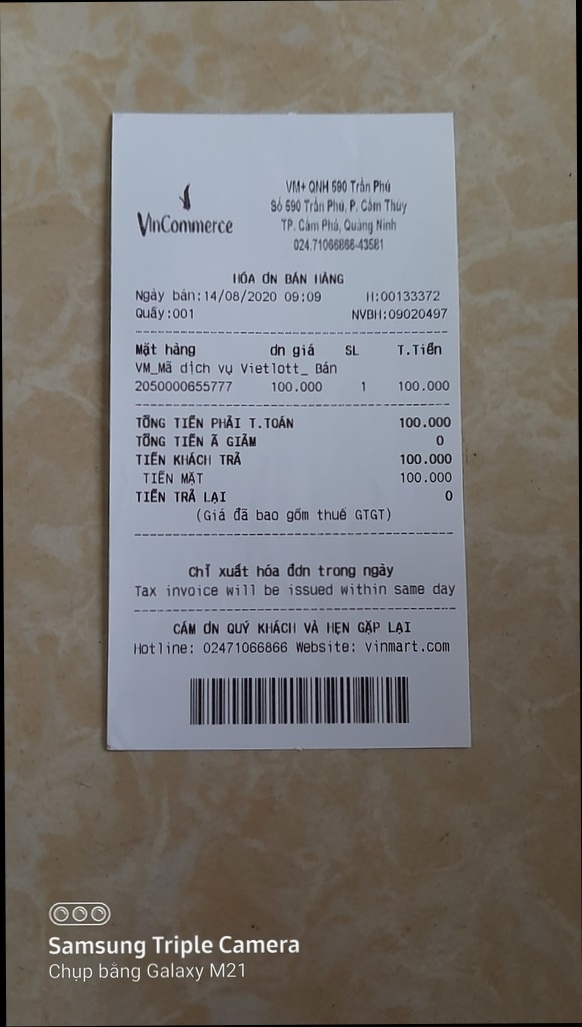 VinCommerce
VM+ QNH 590 Trần Phú
Số 590 Trần Phú, P. Cẩm Thủy
TP. Cẩm Phả, Quảng Ninh
024.71066866-43581
HÓA ƠN BÁN HÀNG
Ngày bán:14/08/2020 09:09 H:00133372
Quầy:001 NVBH:09020497
Mặt hàng ơn giá SL T.Tiền
VM_Mã dịch vụ Vietlott_ Bán
2050000655777 100.000 1 100.000
TỔNG TIỀN PHẢI T.TOÁN 100.000
TỔNG TIỀN Ã GIẢM 0
TIỀN KHÁCH TRẢ 100.000
TIỀN MẶT 100.000
TIỀN TRẢ LẠI 0
(Giá đã bao gồm thuế GTGT)
Chỉ xuất hóa đơn trong ngày
Tax invoice will be issued within same day
CẢM ƠN QUÝ KHÁCH VÀ HẸN GẶP LẠI
Hotline: 02471066866 Website: vinmart.com
Samsung Triple Camera
Chụp bằng Galaxy M21